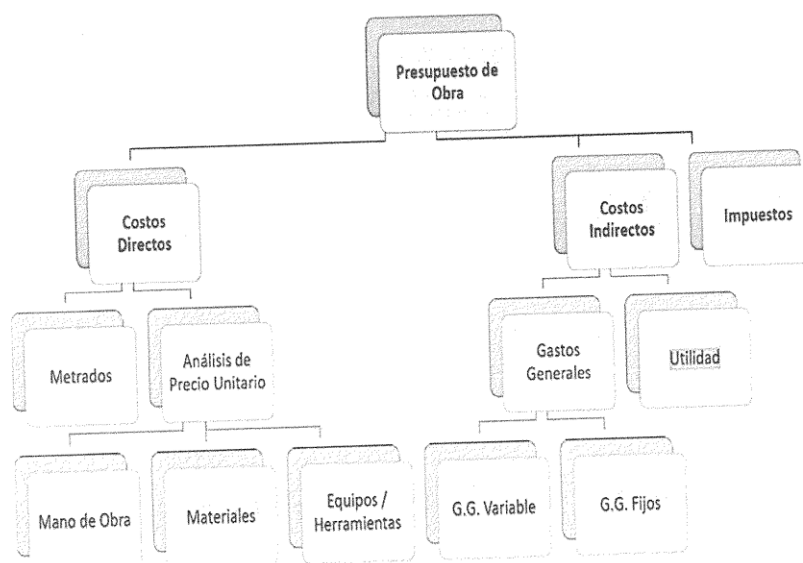 Presupuesto de
Obra
Costos
Directos
Costos
Indirectos
Impuestos
Metrados
Análisis de
Precio Unitario
Gastos
Generales
Utilidad
Mano de Obra
Materiales
Equipos /
Herramientas
G.G. Variable
G.G. Fijos